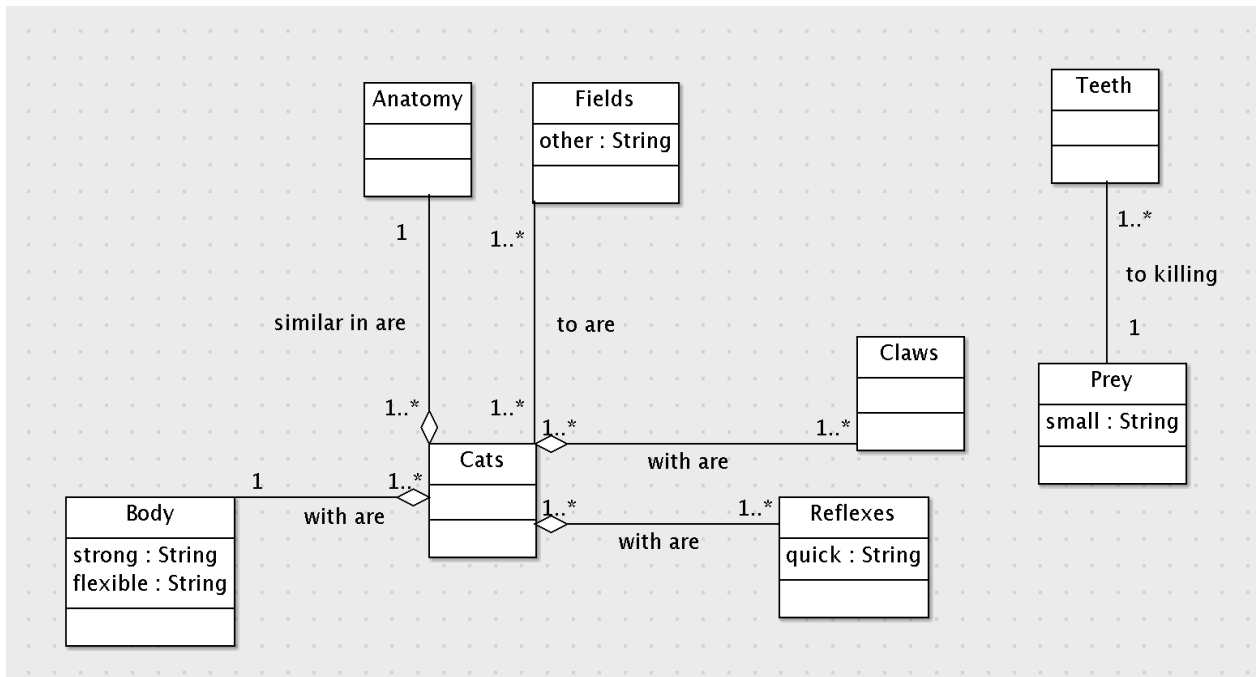 Anatomy
Fields
other : String
Teeth
1
1..*
1..*
to killing
similar in are
to are
1
Claws
Prey
small : String
1..*
1..*
1..*
1..*
with are
Cats
1
1..*
with are
1..*
1..*
with are
Body
strong : String
flexible : String
Reflexes
quick : String